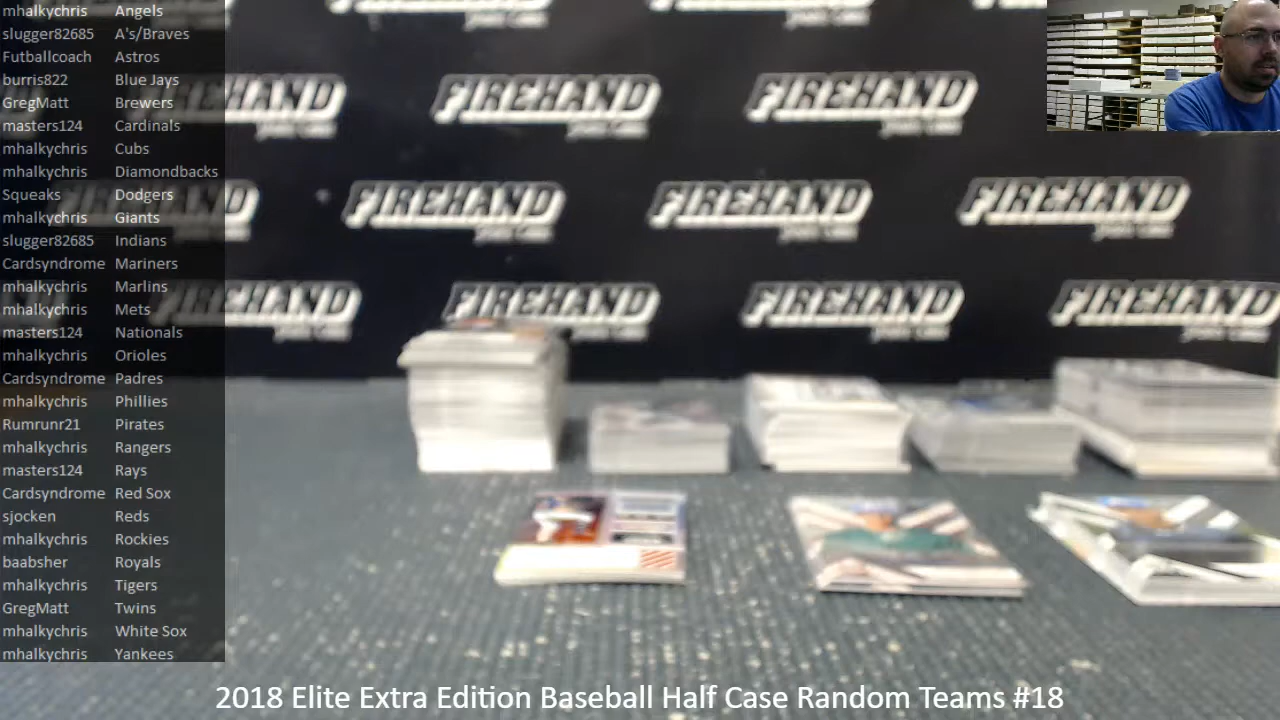 mhalkychris Angels
slugger82685 A's/Braves
Futballcoach Astros
burris822 Blue Jays
GregMatt Brewers
masters124 Cardinals
mhalkychris Cubs
mhalkychris Diamondbacks
Squeaks Dodgers
mhalkychris Giants
slugger82685 Indians
Cardsyndrome Mariners
mhalkychris Marlins
mhalkychris Mets
masters124 Nationals
mhalkychris Orioles
Cardsyndrome Padres
mhalkychris Phillies
Rumrunr21 Pirates
mhalkychris Rangers
masters124 Rays
Cardsyndrome Red Sox
sjocken Reds
mhalkychris Rockies
baabsher Royals
mhalkychris Tigers
GregMatt Twins
mhalkychris White Sox
mhalkychris Yankees
FIREHAND FIREHAND FIREHAND
FIREHAND FIREHAND FIREHAND
FIREHAND FIREHAND FIREHAND FIREHAND
2018 Elite Extra Edition Baseball Half Case Random Teams #18